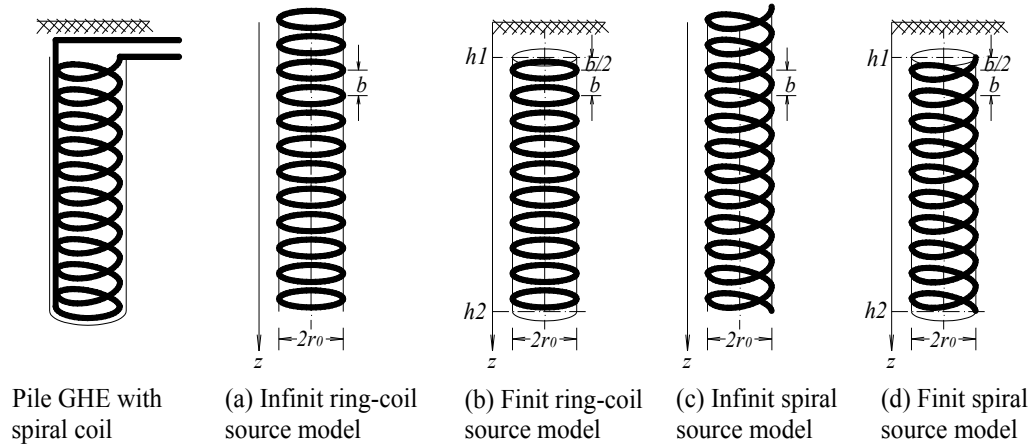 b
2r₀
z
h1
b/2
b
h2
2r₀
z
b
2r₀
z
h1
b/2
b
h2
2r₀
z
Pile GHE with
spiral coil
(a) Infinit ring-coil
source model
(b) Finit ring-coil
source model
(c) Infinit spiral
source model
(d) Finit spiral
source model